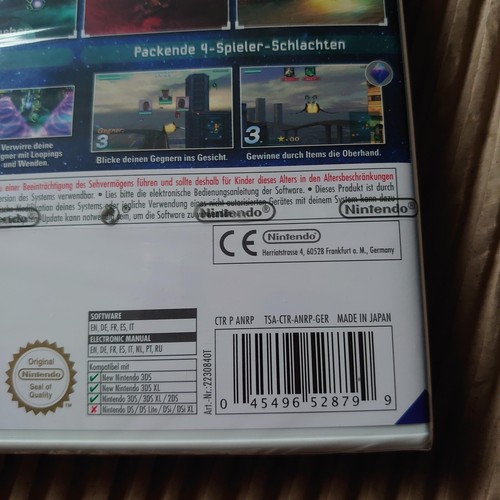 Packende 4-Spieler-Schlachten
3
3
Verwirre deine
gner mit Loopings
und Wenden.
Blicke deinen Gegnern ins Gesicht.
Gewinne durch Items die Oberhand.
einer Beeinträchtigung des Sehvermögens führen und sollte deshalb für Kinder dieses Alters in den Altersbeschränkungen
ersion des Systems verwendbar. • Lies bitte die elektronische Bedienungsanleitung der Software. • Dieses Produkt ist durch
deines Systems oder jegliche Verwendung eines nicht autorisierten Gerätes mit deinem System kann dazu
Update kann notwendig sein, um die Software zu
Nintendo®
Nintendo®
CE
Nintendo®
Herriotstrasse 4, 60528 Frankfurt a. M., Germany
CTR P ANRP TSA-CTR-ANRP-GER MADE IN JAPAN
SOFTWARE
EN, DE, FR, ES, IT
ELECTRONIC MANUAL
EN, DE, FR, ES, IT, NL, PT, RU
Kompatibel mit
New Nintendo 3DS
New Nintendo 3DS XL
Nintendo 3DS / 3DS XL / 2DS
Nintendo DS / DS Lite / DSi / DSi XL
Original
Nintendo
Seal of
Quality
TM
Art.-Nr.: 2230840T
0 45496 52879 9